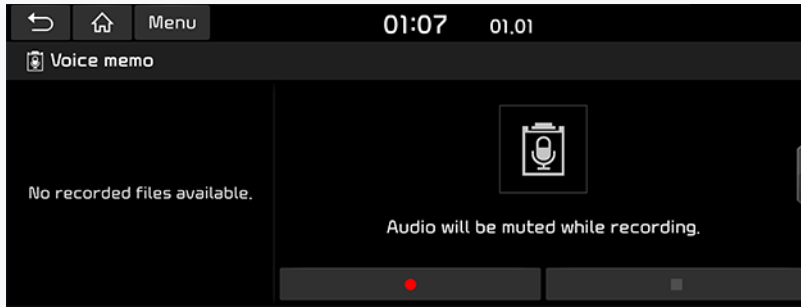 Menu
01:07 01.01
Voice memo
No recorded files available.
Audio will be muted while recording.